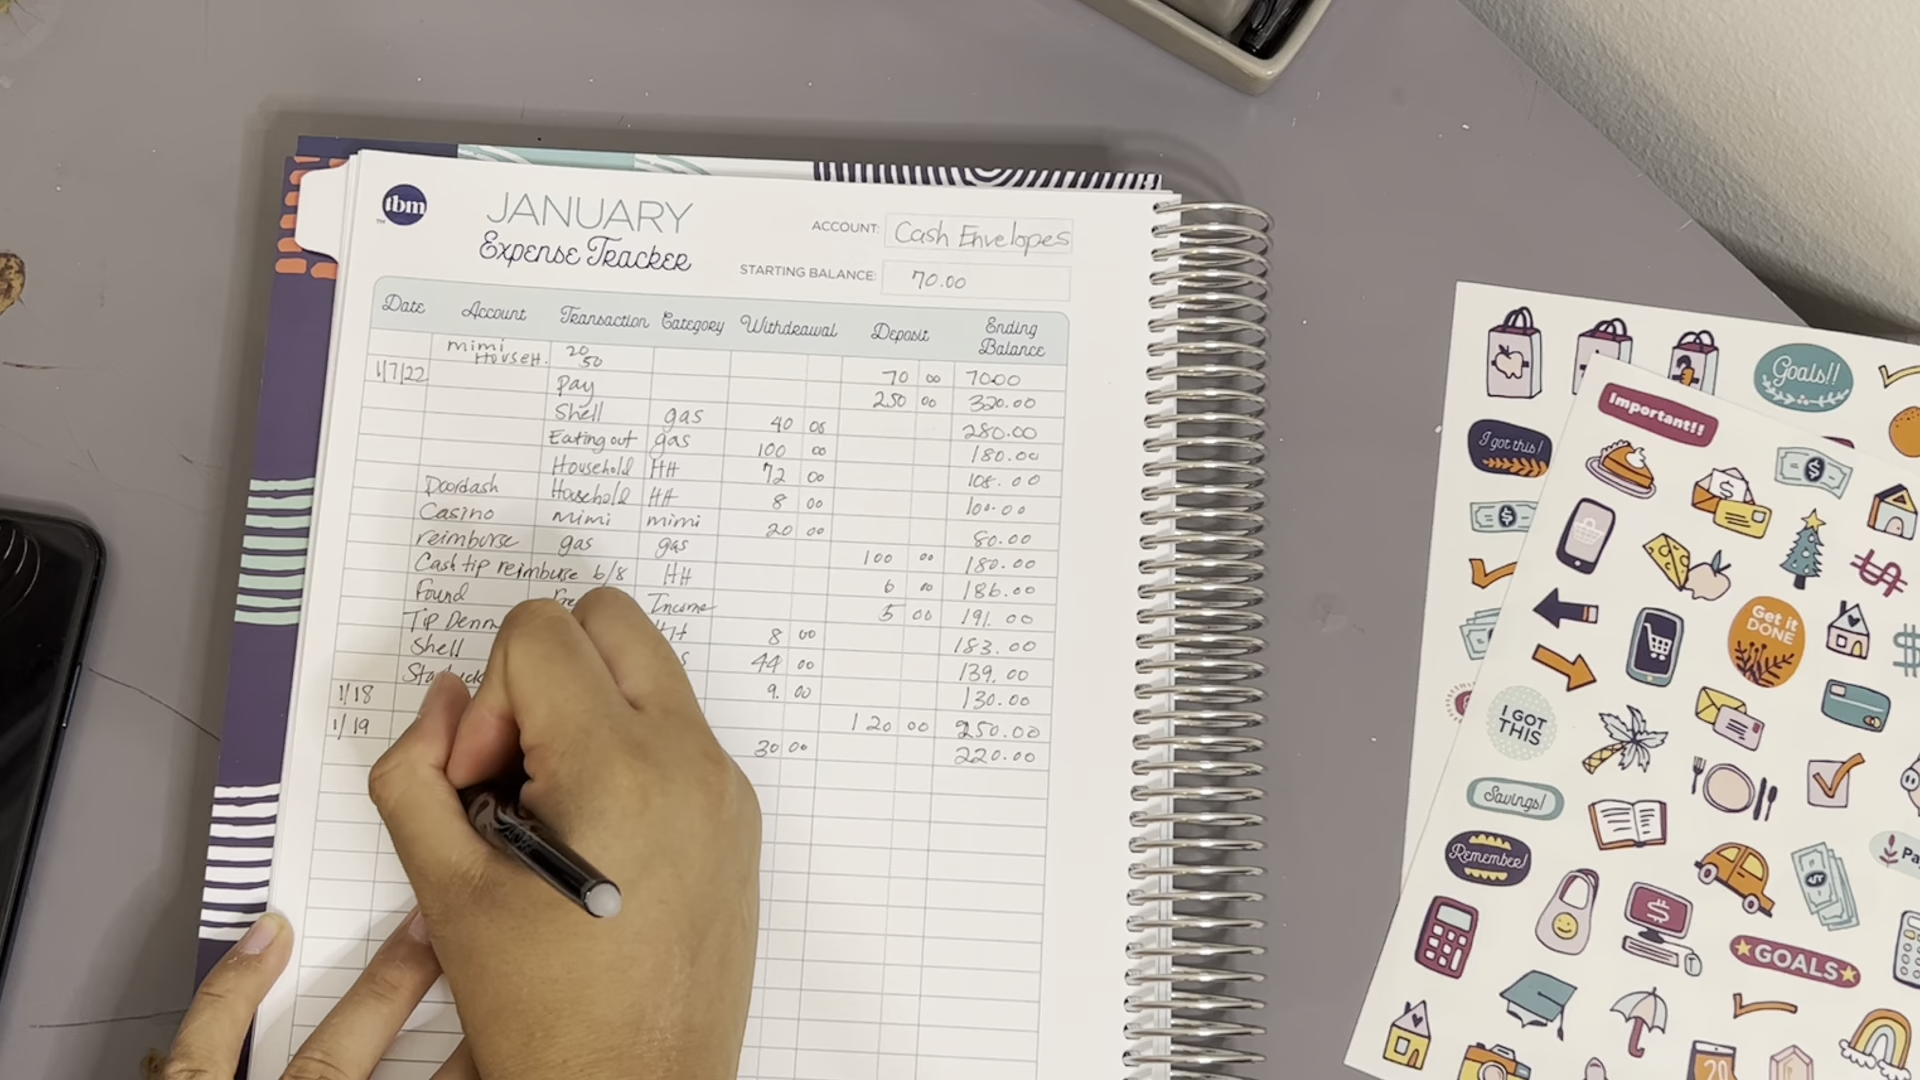 tbm
JANUARY
Expense Tracker
ACCOUNT: Cash Envelopes
STARTING BALANCE: 70.00
Date Account Transaction Category Withdrawal Deposit Ending Balance
mimi 20
HouseH. 50 70 00 70.00
1/7/22 pay 250 00 320.00
Shell gas 40 00 280.00
Eating out gas 100 00 180.00
Household HH 72 00 108.00
Doordash Household HH 8 00 100.00
Casino mimi mimi 20 00 80.00
reimburse gas gas 100 00 180.00
Cash tip reimburse 6/8 HH 6 00 186.00
Found Income 5 00 191.00
Tip 8 00 183.00
Shell 44 00 139.00
9.00 130.00
1/18 120 00 250.00
1/19 30 00 220.00
Goals!!
Important!!
I got this!
$
Get it DONE
I GOT THIS
Savings!
Remember!
GOALS
20